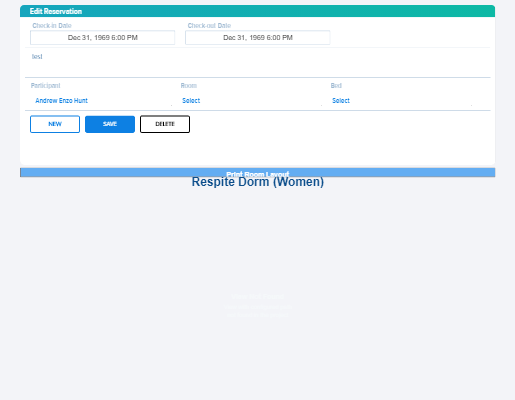 Edit Reservation
Check-in Date Check-out Date
Dec 31, 1969 6:00 PM Dec 31, 1969 6:00 PM
test
Participant Room Bed
Andrew Enzo Hunt Select Select
NEW SAVE DELETE
Print Room Layout
Respite Dorm (Women)